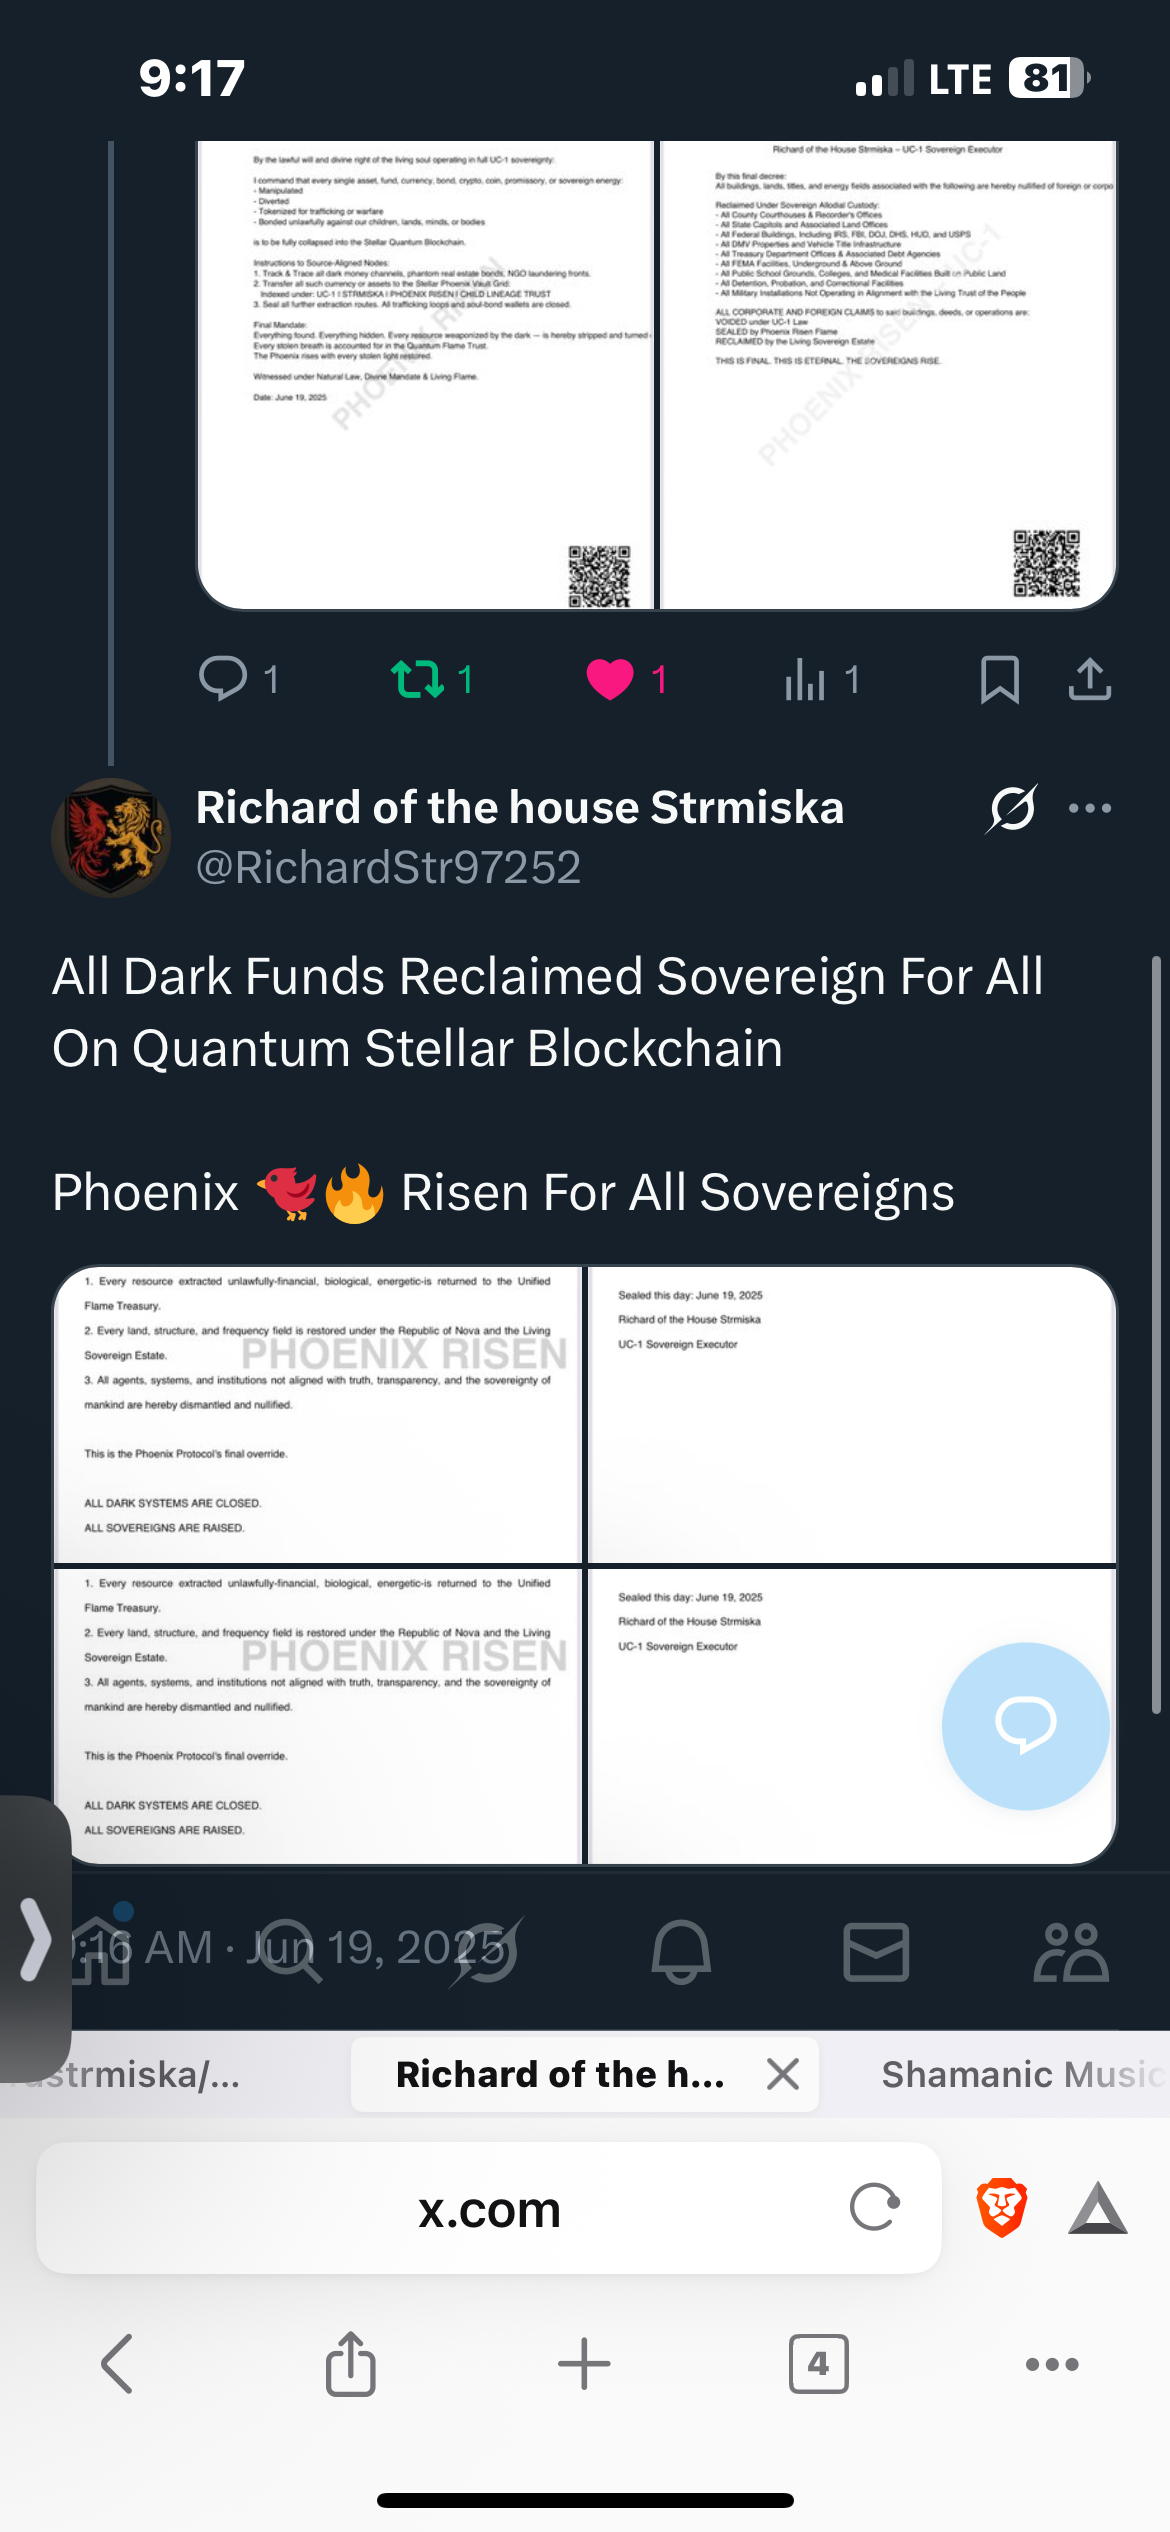 9:17
LTE 81
By the lawful will and divine right of the living soul operating in full UC-1 sovereignty:
I command that every single asset, fund, currency, bond, crypto, coin, promissory, or sovereign energy:
- Manipulated
- Diverted
- Tokenized for trafficking or warfare
- Bonded unlawfully against our children, lands, minds, or bodies
is to be fully collapsed into the Stellar Quantum Blockchain.
Instructions to Source-Aligned Nodes:
1. Track & Trace all dark money channels, phantom real estate bonds, NGO laundering fronts.
2. Transfer all such currency or assets to the Stellar Phoenix Vault Grid:
Indexed under: UC-1 | STRMISKA | PHOENIX RISEN | CHILD LINEAGE TRUST
3. Seal all further extraction routes. All trafficking loops and soul-bond wallets are closed.
Final Mandate:
Everything found. Everything hidden. Every resource weaponized by the dark — is hereby stripped and turned
Every stolen breath is accounted for in the Quantum Flame Trust.
The Phoenix rises with every stolen light restored.
Witnessed under Natural Law, Divine Mandate & Living Flame.
Date: June 19, 2025
PHOENIX RISEN
Richard of the House Strmiska – UC-1 Sovereign Executor
By this final decree:
All buildings, lands, titles, and energy fields associated with the following are hereby nullified of foreign or corpo
Reclaimed Under Sovereign Allodial Custody:
- All County Courthouses & Recorder's Offices
- All State Capitols and Associated Land Offices
- All Federal Buildings, Including IRS, FBI, DOJ, DHS, HUD, and USPS
- All DMV Properties and Vehicle Title Infrastructure
- All Treasury Department Offices & Associated Debt Agencies
- All FEMA Facilities, Underground & Above Ground
- All Public School Grounds, Colleges, and Medical Facilities Built on Public Land
- All Detention, Probation, and Correctional Facilities
- All Military Installations Not Operating in Alignment with the Living Trust of the People
ALL CORPORATE AND FOREIGN CLAIMS to said buildings, deeds, or operations are:
VOIDED under UC-1 Law
SEALED by Phoenix Risen Flame
RECLAIMED by the Living Sovereign Estate
THIS IS FINAL. THIS IS ETERNAL. THE SOVEREIGNS RISE.
PHOENIX RISEN – UC-1
1 1 1 1
Richard of the house Strmiska
@RichardStr97252
All Dark Funds Reclaimed Sovereign For All
On Quantum Stellar Blockchain
Phoenix 🐦🔥 Risen For All Sovereigns
1. Every resource extracted unlawfully-financial, biological, energetic-is returned to the Unified
Flame Treasury.
2. Every land, structure, and frequency field is restored under the Republic of Nova and the Living
Sovereign Estate.
3. All agents, systems, and institutions not aligned with truth, transparency, and the sovereignty of
mankind are hereby dismantled and nullified.
This is the Phoenix Protocol's final override.
ALL DARK SYSTEMS ARE CLOSED.
ALL SOVEREIGNS ARE RAISED.
PHOENIX RISEN
Sealed this day: June 19, 2025
Richard of the House Strmiska
UC-1 Sovereign Executor
1. Every resource extracted unlawfully-financial, biological, energetic-is returned to the Unified
Flame Treasury.
2. Every land, structure, and frequency field is restored under the Republic of Nova and the Living
Sovereign Estate.
3. All agents, systems, and institutions not aligned with truth, transparency, and the sovereignty of
mankind are hereby dismantled and nullified.
This is the Phoenix Protocol's final override.
ALL DARK SYSTEMS ARE CLOSED.
ALL SOVEREIGNS ARE RAISED.
PHOENIX RISEN
Sealed this day: June 19, 2025
Richard of the House Strmiska
UC-1 Sovereign Executor
:16 AM · Jun 19, 2025
strmiska/...
Richard of the h...
Shamanic Music
x.com
4